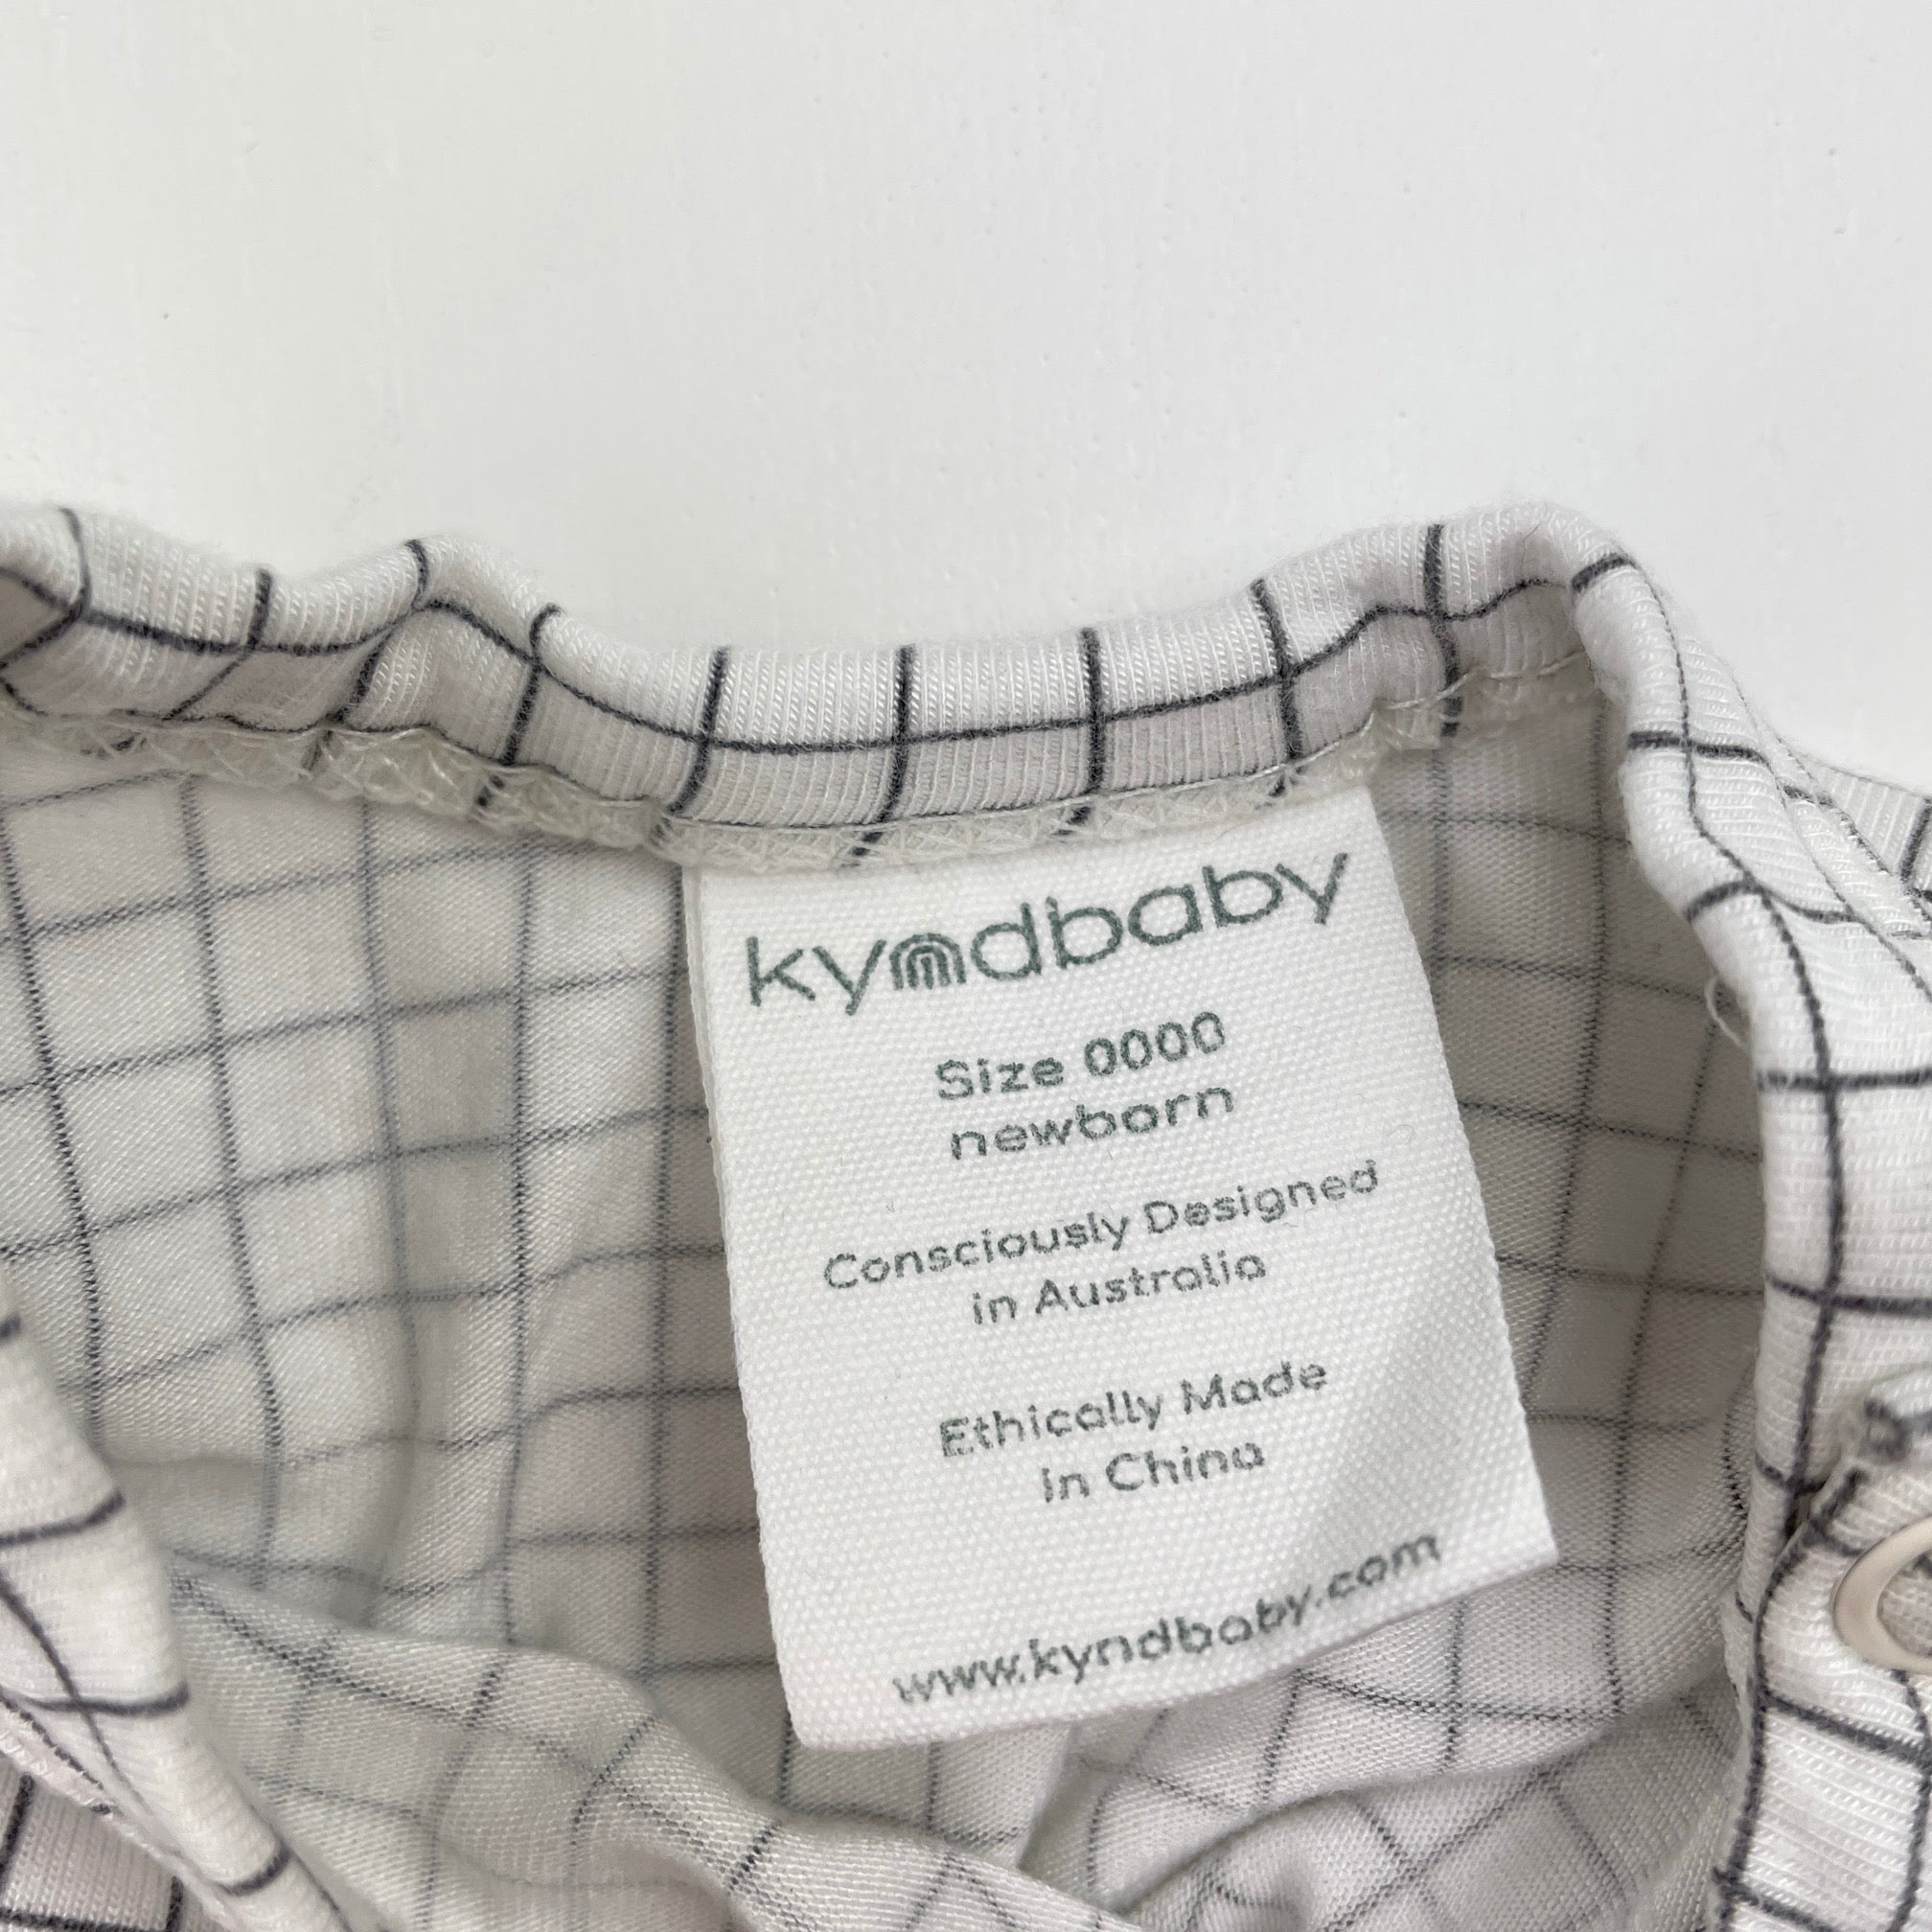 kyndbaby
Size 0000
newborn
Consciously Designed
in Australia
Ethically Made
in China
www.kyndbaby.com